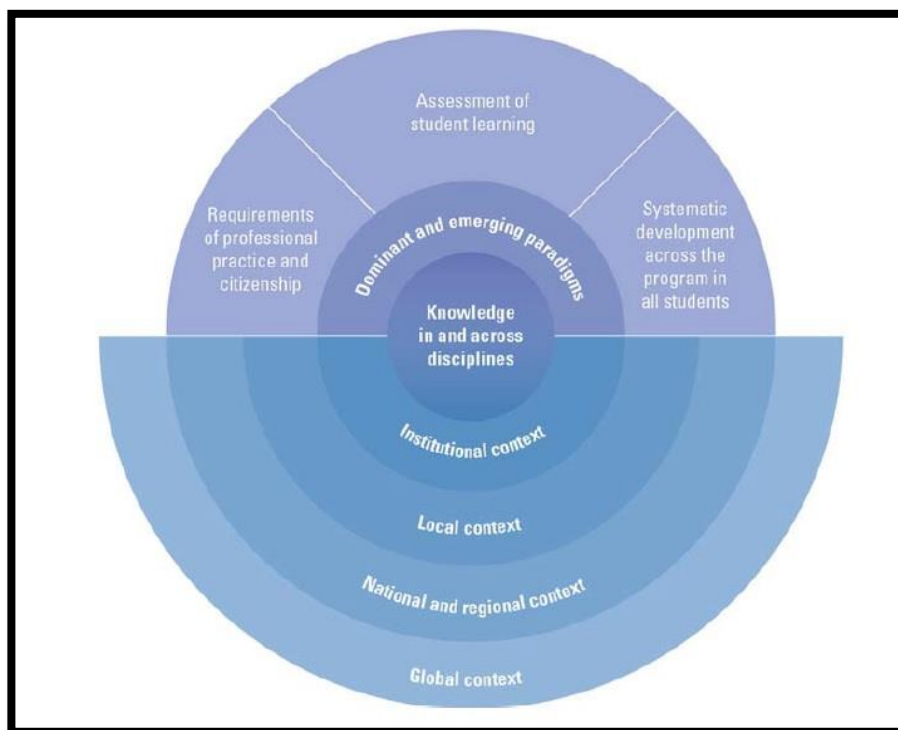 Assessment of
student learning
Requirements
of professional
practice and
citizenship
Dominant and emerging paradigms
Systematic
development
across the
program in
all students
Knowledge
in and across
disciplines
Institutional context
Local context
National and regional context
Global context